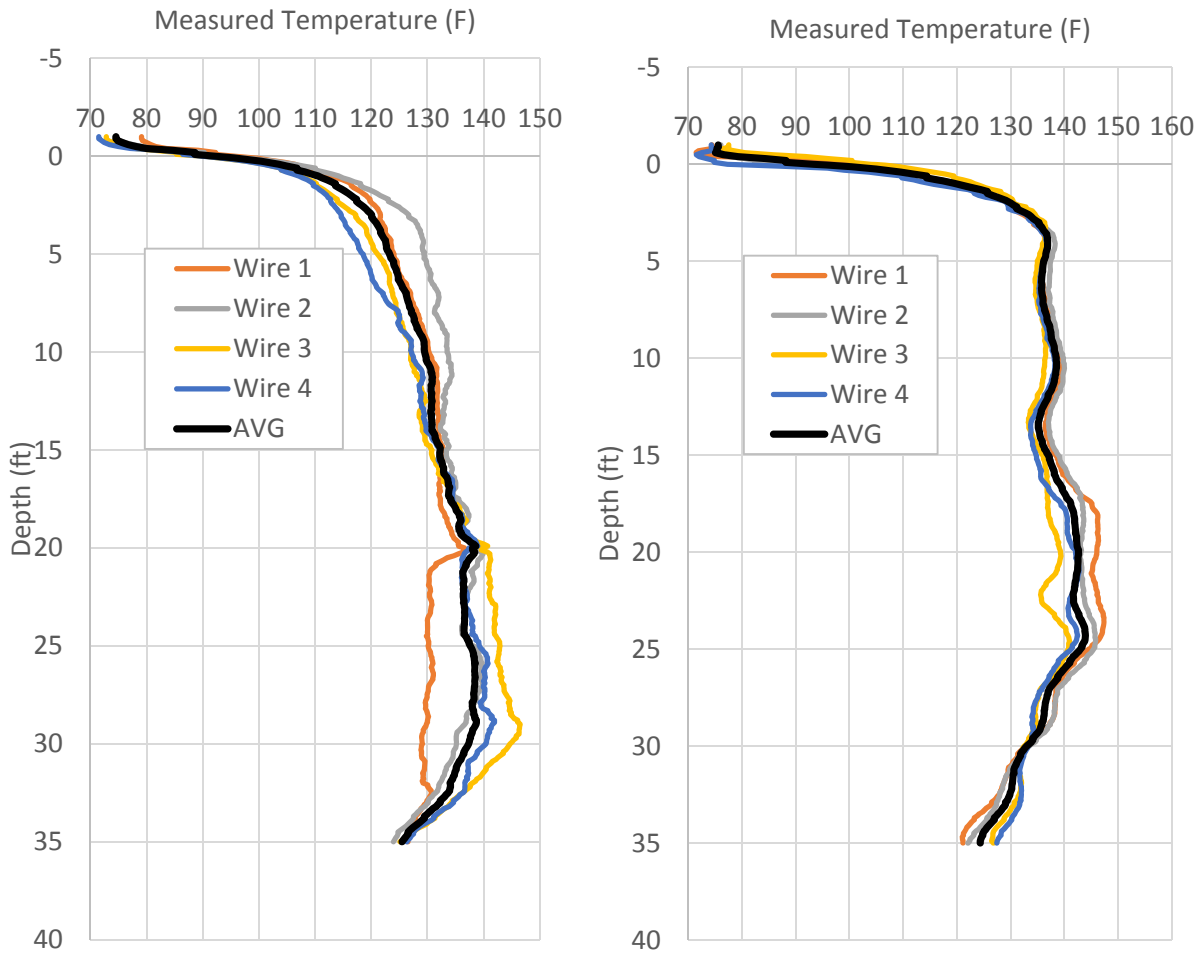 Measured Temperature (F)
-5
70 80 90 100 110 120 130 140 150
0
5
10
15
20
25
30
35
40
Depth (ft)
Wire 1
Wire 2
Wire 3
Wire 4
AVG
Measured Temperature (F)
-5
70 80 90 100 110 120 130 140 150 160
0
5
10
15
20
25
30
35
40
Depth (ft)
Wire 1
Wire 2
Wire 3
Wire 4
AVG